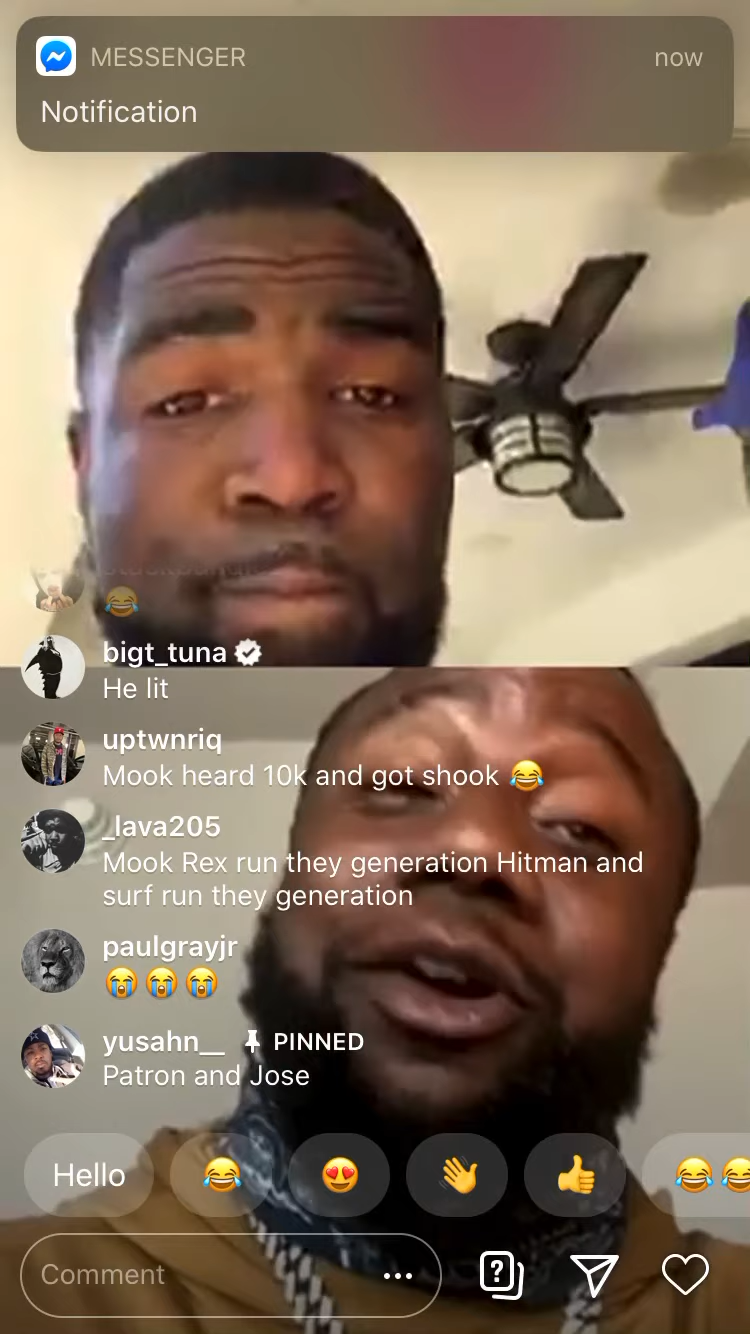 MESSENGER
now
Notification
😂
bigt_tuna
He lit
uptwnriq
Mook heard 10k and got shook 😂
_lava205
Mook Rex run they generation Hitman and
surf run they generation
paulgrayjr
😭😭😭
yusahn__ PINNED
Patron and Jose
Hello 😂 😍 👋 👍 😂😂
Comment